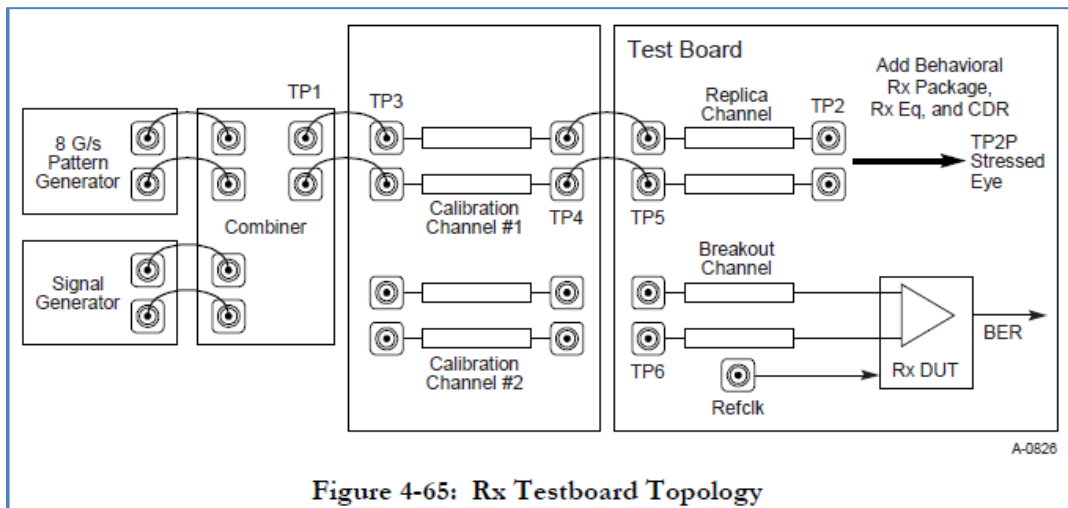 Test Board
8 G/s
Pattern
Generator
TP1
TP3
Combiner
Calibration
Channel #1
TP4
TP5
Replica
Channel
TP2
Add Behavioral
Rx Package,
Rx Eq, and CDR
TP2P
Stressed
Eye
Signal
Generator
Calibration
Channel #2
Breakout
Channel
TP6
Refclk
Rx DUT
BER
A-0826
Figure 4-65: Rx Testboard Topology